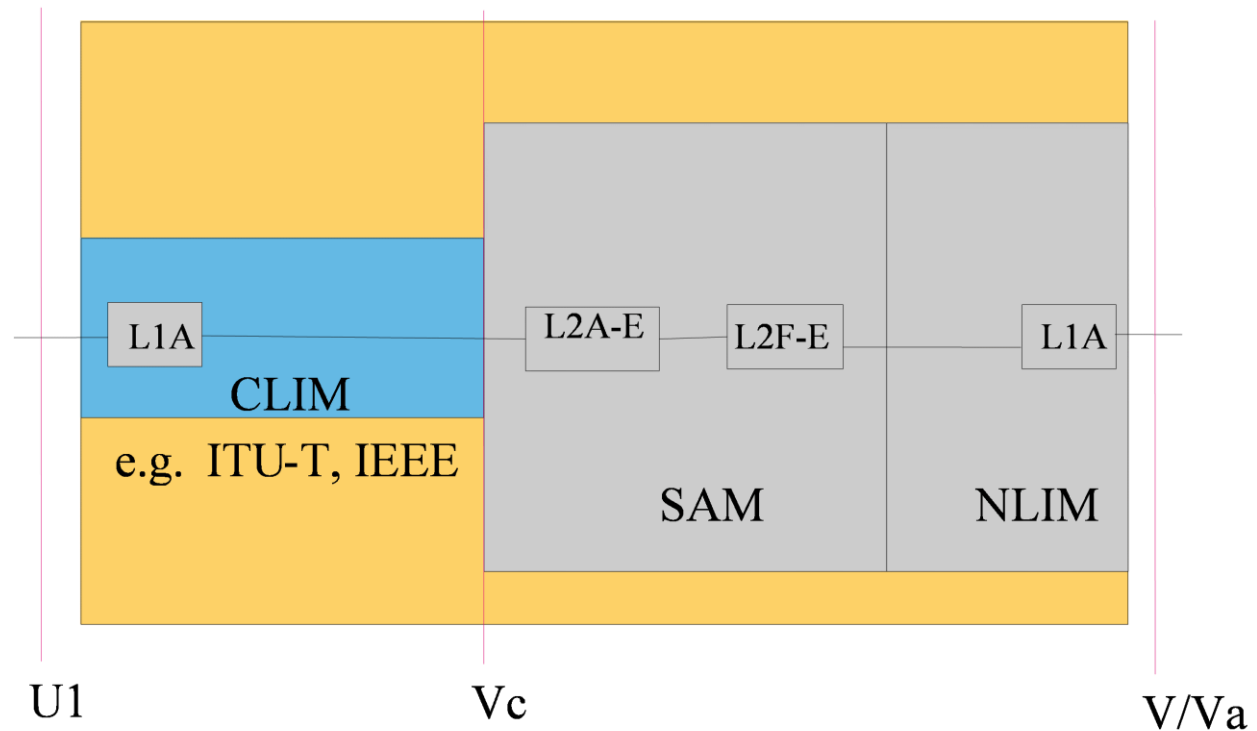 L1A
L2A-E
L2F-E
L1A
CLIM
e.g. ITU-T, IEEE
SAM
NLIM
U1
Vc
V/Va